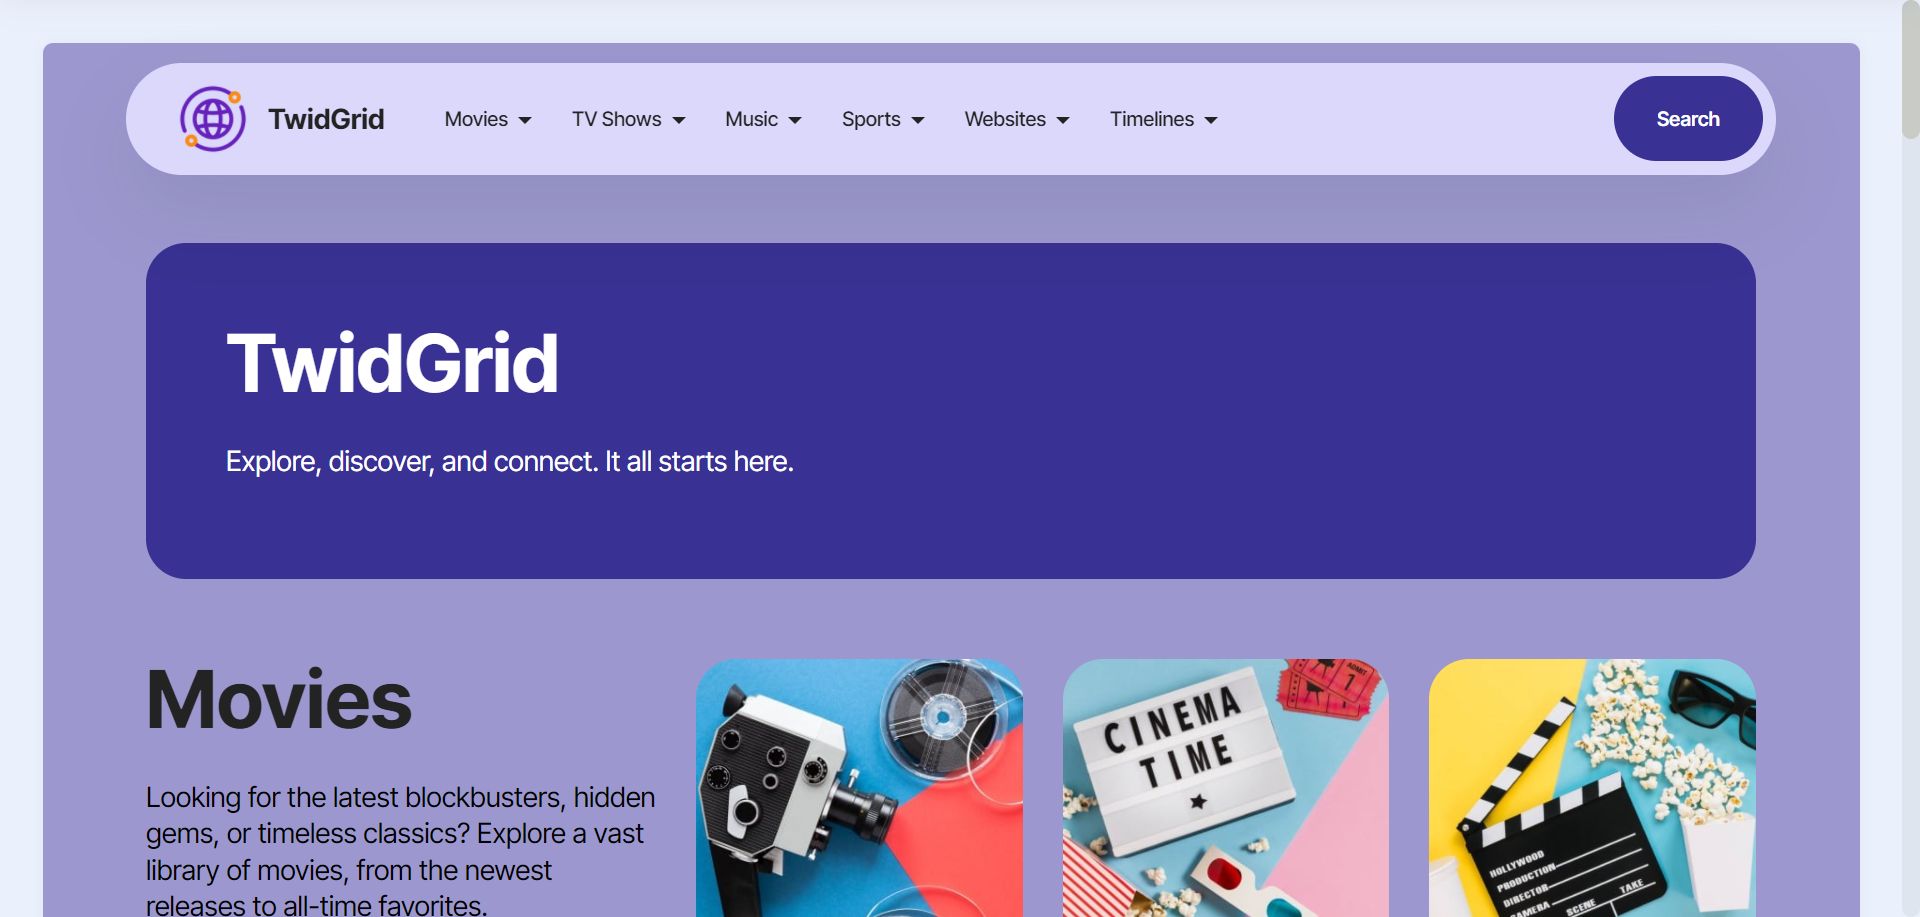 TwidGrid
Movies
TV Shows
Music
Sports
Websites
Timelines
Search
TwidGrid
Explore, discover, and connect. It all starts here.
Movies
Looking for the latest blockbusters, hidden
gems, or timeless classics? Explore a vast
library of movies, from the newest
releases to all-time favorites.
CINEMA
TIME
ADMIT
1
HOLLYWOOD
PRODUCTION
DIRECTOR
CAMERA
SCENE
TAKE